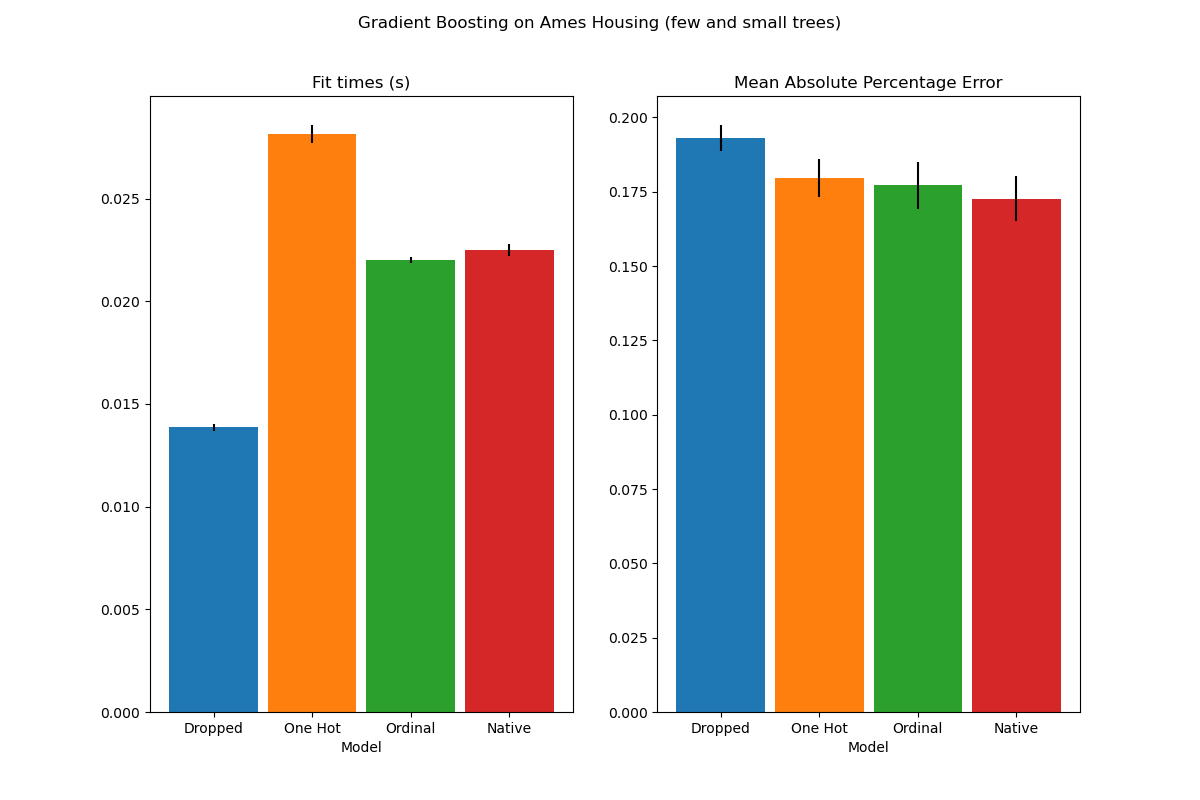 Gradient Boosting on Ames Housing (few and small trees)
Fit times (s)
0.025
0.020
0.015
0.010
0.005
0.000
Dropped One Hot Ordinal Native
Model
Mean Absolute Percentage Error
0.200
0.175
0.150
0.125
0.100
0.075
0.050
0.025
0.000
Dropped One Hot Ordinal Native
Model